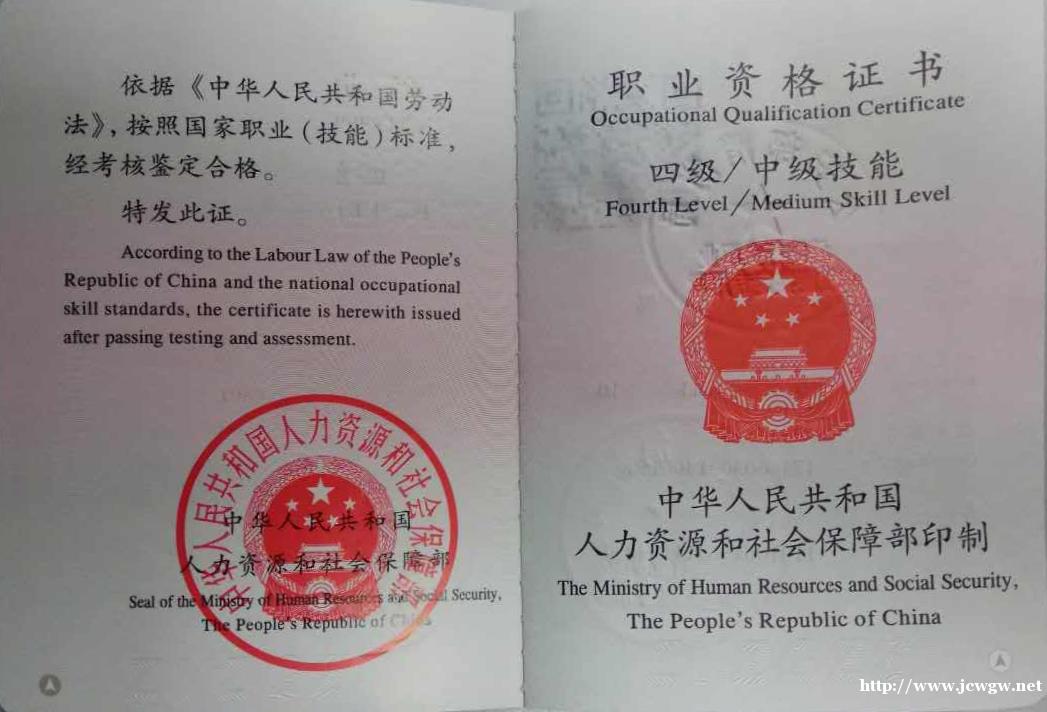 依据《中华人民共和国劳动
法》，按照国家职业（技能）标准，
经考核鉴定合格。
特发此证。
According to the Labour Law of the People's
Republic of China and the national occupational
skill standards, the certificate is herewith issued
after passing testing and assessment.
中华人民共和国人力资源和社会保障部
中华人民共和国
人力资源和社会保障部
Seal of the Ministry of Human Resources and Social Security,
The People's Republic of China
职业资格证书
Occupational Qualification Certificate
四级/中级技能
Fourth Level/Medium Skill Level
中华人民共和国
人力资源和社会保障部印制
The Ministry of Human Resources and Social Security,
The People's Republic of China
http://www.jcwgw.net